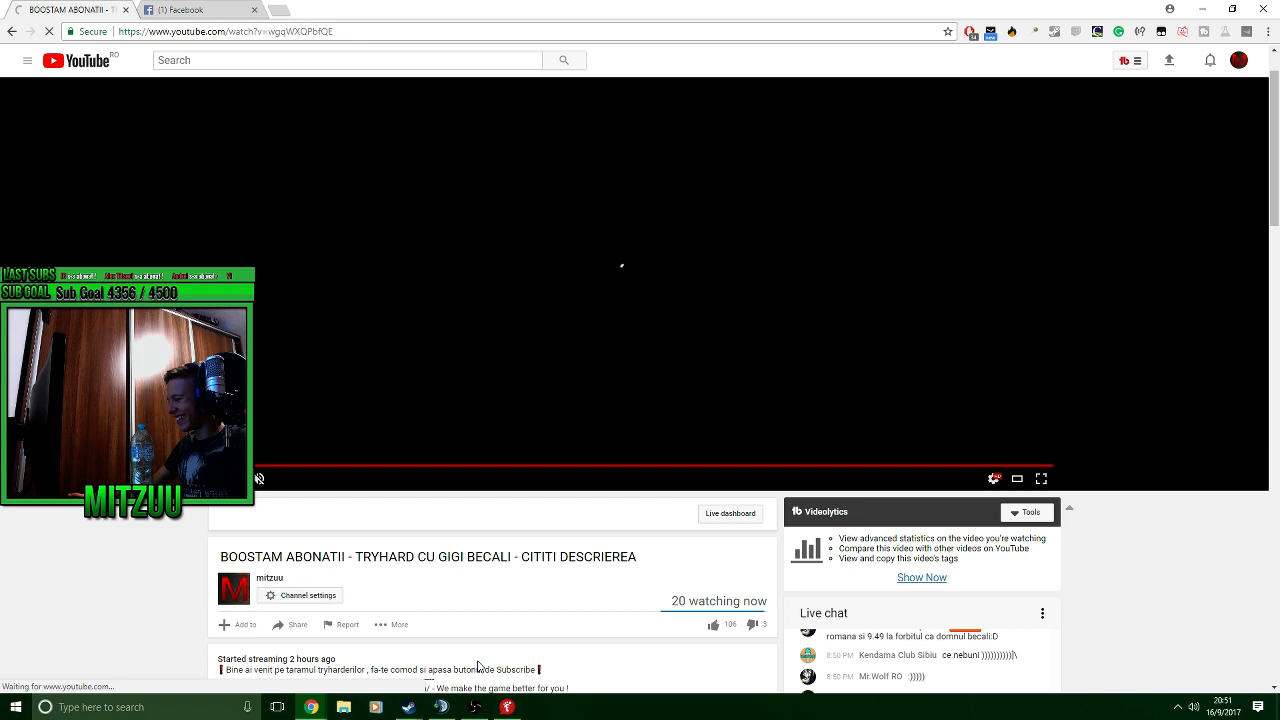 BOOSTAM ABONATII - T
Facebook
Secure
https://www.youtube.com/watch?v=wgqWXQPbfQE
34
new
YouTube RO
Search
LAST SUBS
SUB GOAL Sub Goal 4356 / 4500
MITZUU
Live dashboard
BOOSTAM ABONATII - TRYHARD CU GIGI BECALI - CITITI DESCRIEREA
mitzuu
Channel settings
20 watching now
Add to
Share
Report
More
106
3
Started streaming 2 hours ago
Bine ai venit pe taramul tryharderilor , fa-te comod si apasa butonul de Subscribe
/ - We make the game better for you !
Videolytics
Tools
View advanced statistics on the video you're watching
Compare this video with other videos on YouTube
View and copy this video's tags
Show Now
Live chat
romana si 9.49 la forbitul ca domnul becali:D
8:50 PM Kendama Club Sibiu ce nebuni ))))))))))\
8:50 PM Mr.Wolf RO :)))))
Waiting for www.youtube.com...
Type here to search
20:51
16/9/2017